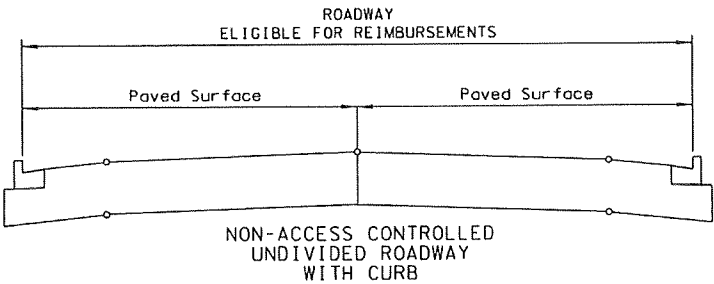 ROADWAY
ELIGIBLE FOR REIMBURSEMENTS
Paved Surface
Paved Surface
NON-ACCESS CONTROLLED
UNDIVIDED ROADWAY
WITH CURB